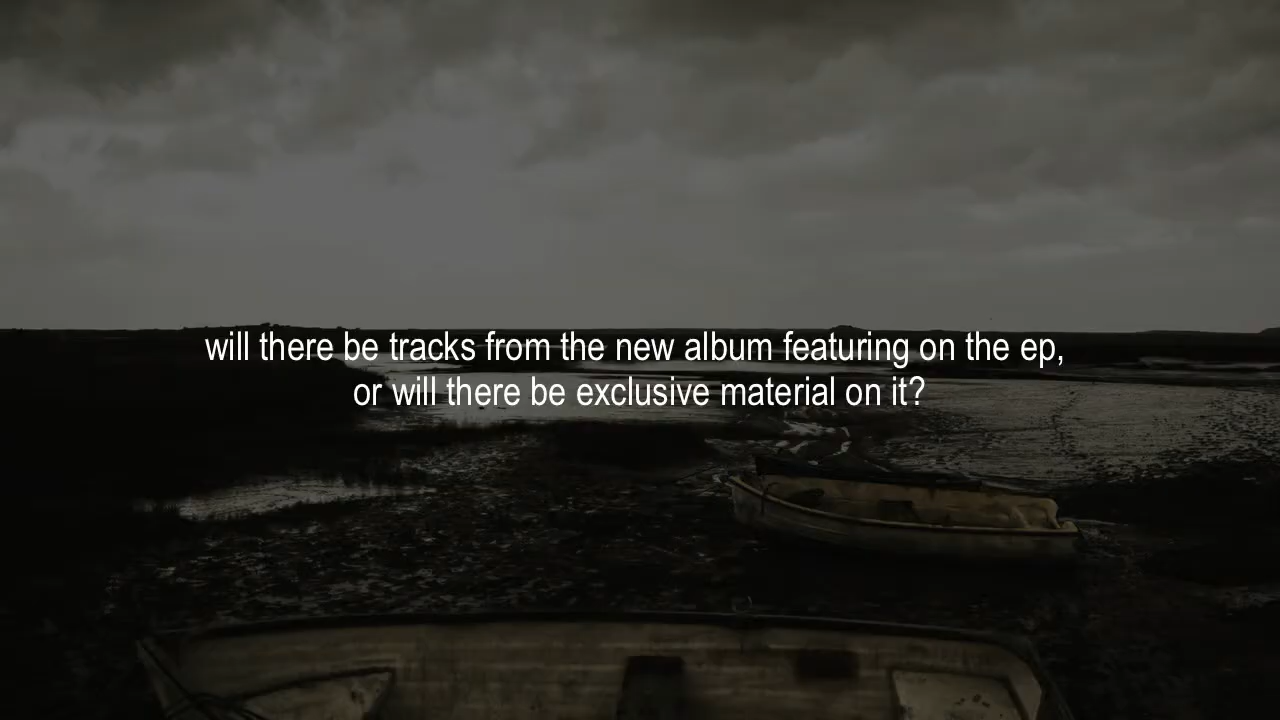 will there be tracks from the new album featuring on the ep,
or will there be exclusive material on it?